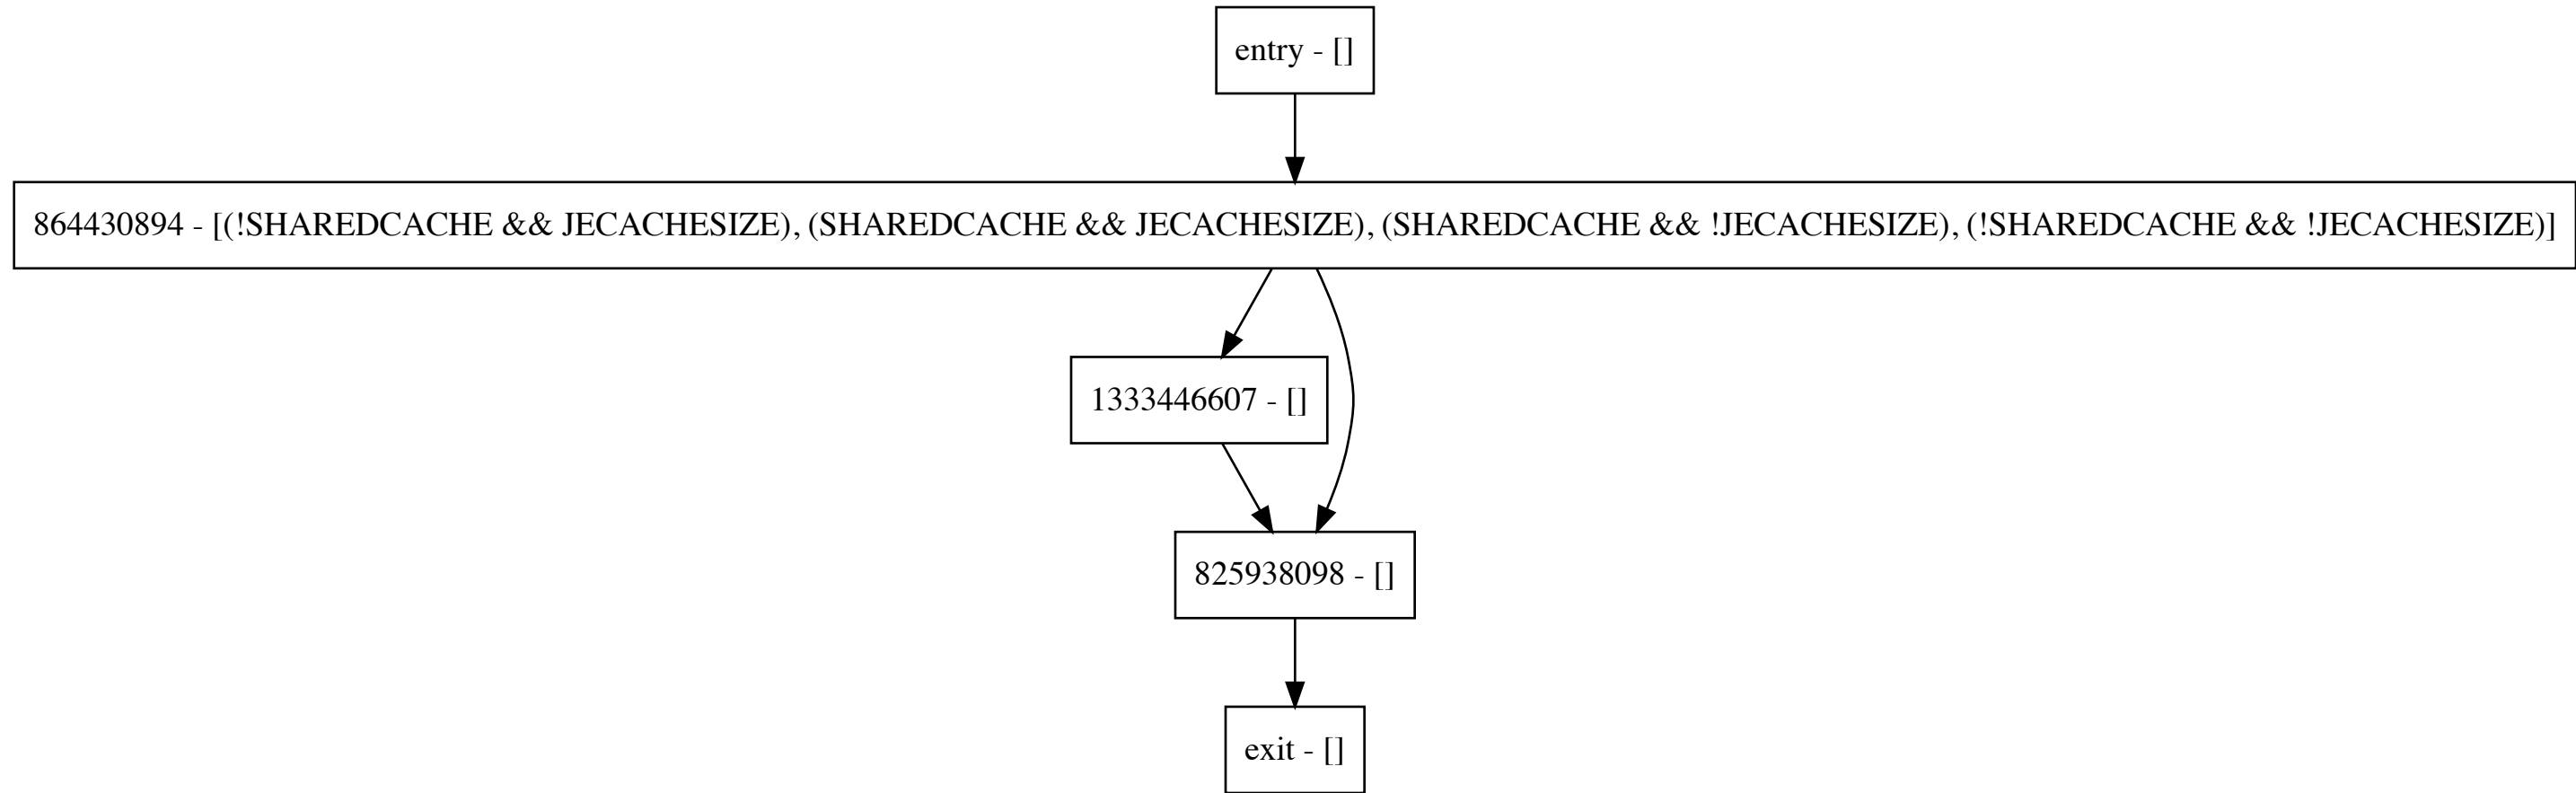 entry - []
864430894 - [(!SHAREDCACHE && JECACHESIZE), (SHAREDCACHE && JECACHESIZE), (SHAREDCACHE && !JECACHESIZE), (!SHAREDCACHE && !JECACHESIZE)]
1333446607 - []
825938098 - []
exit - []